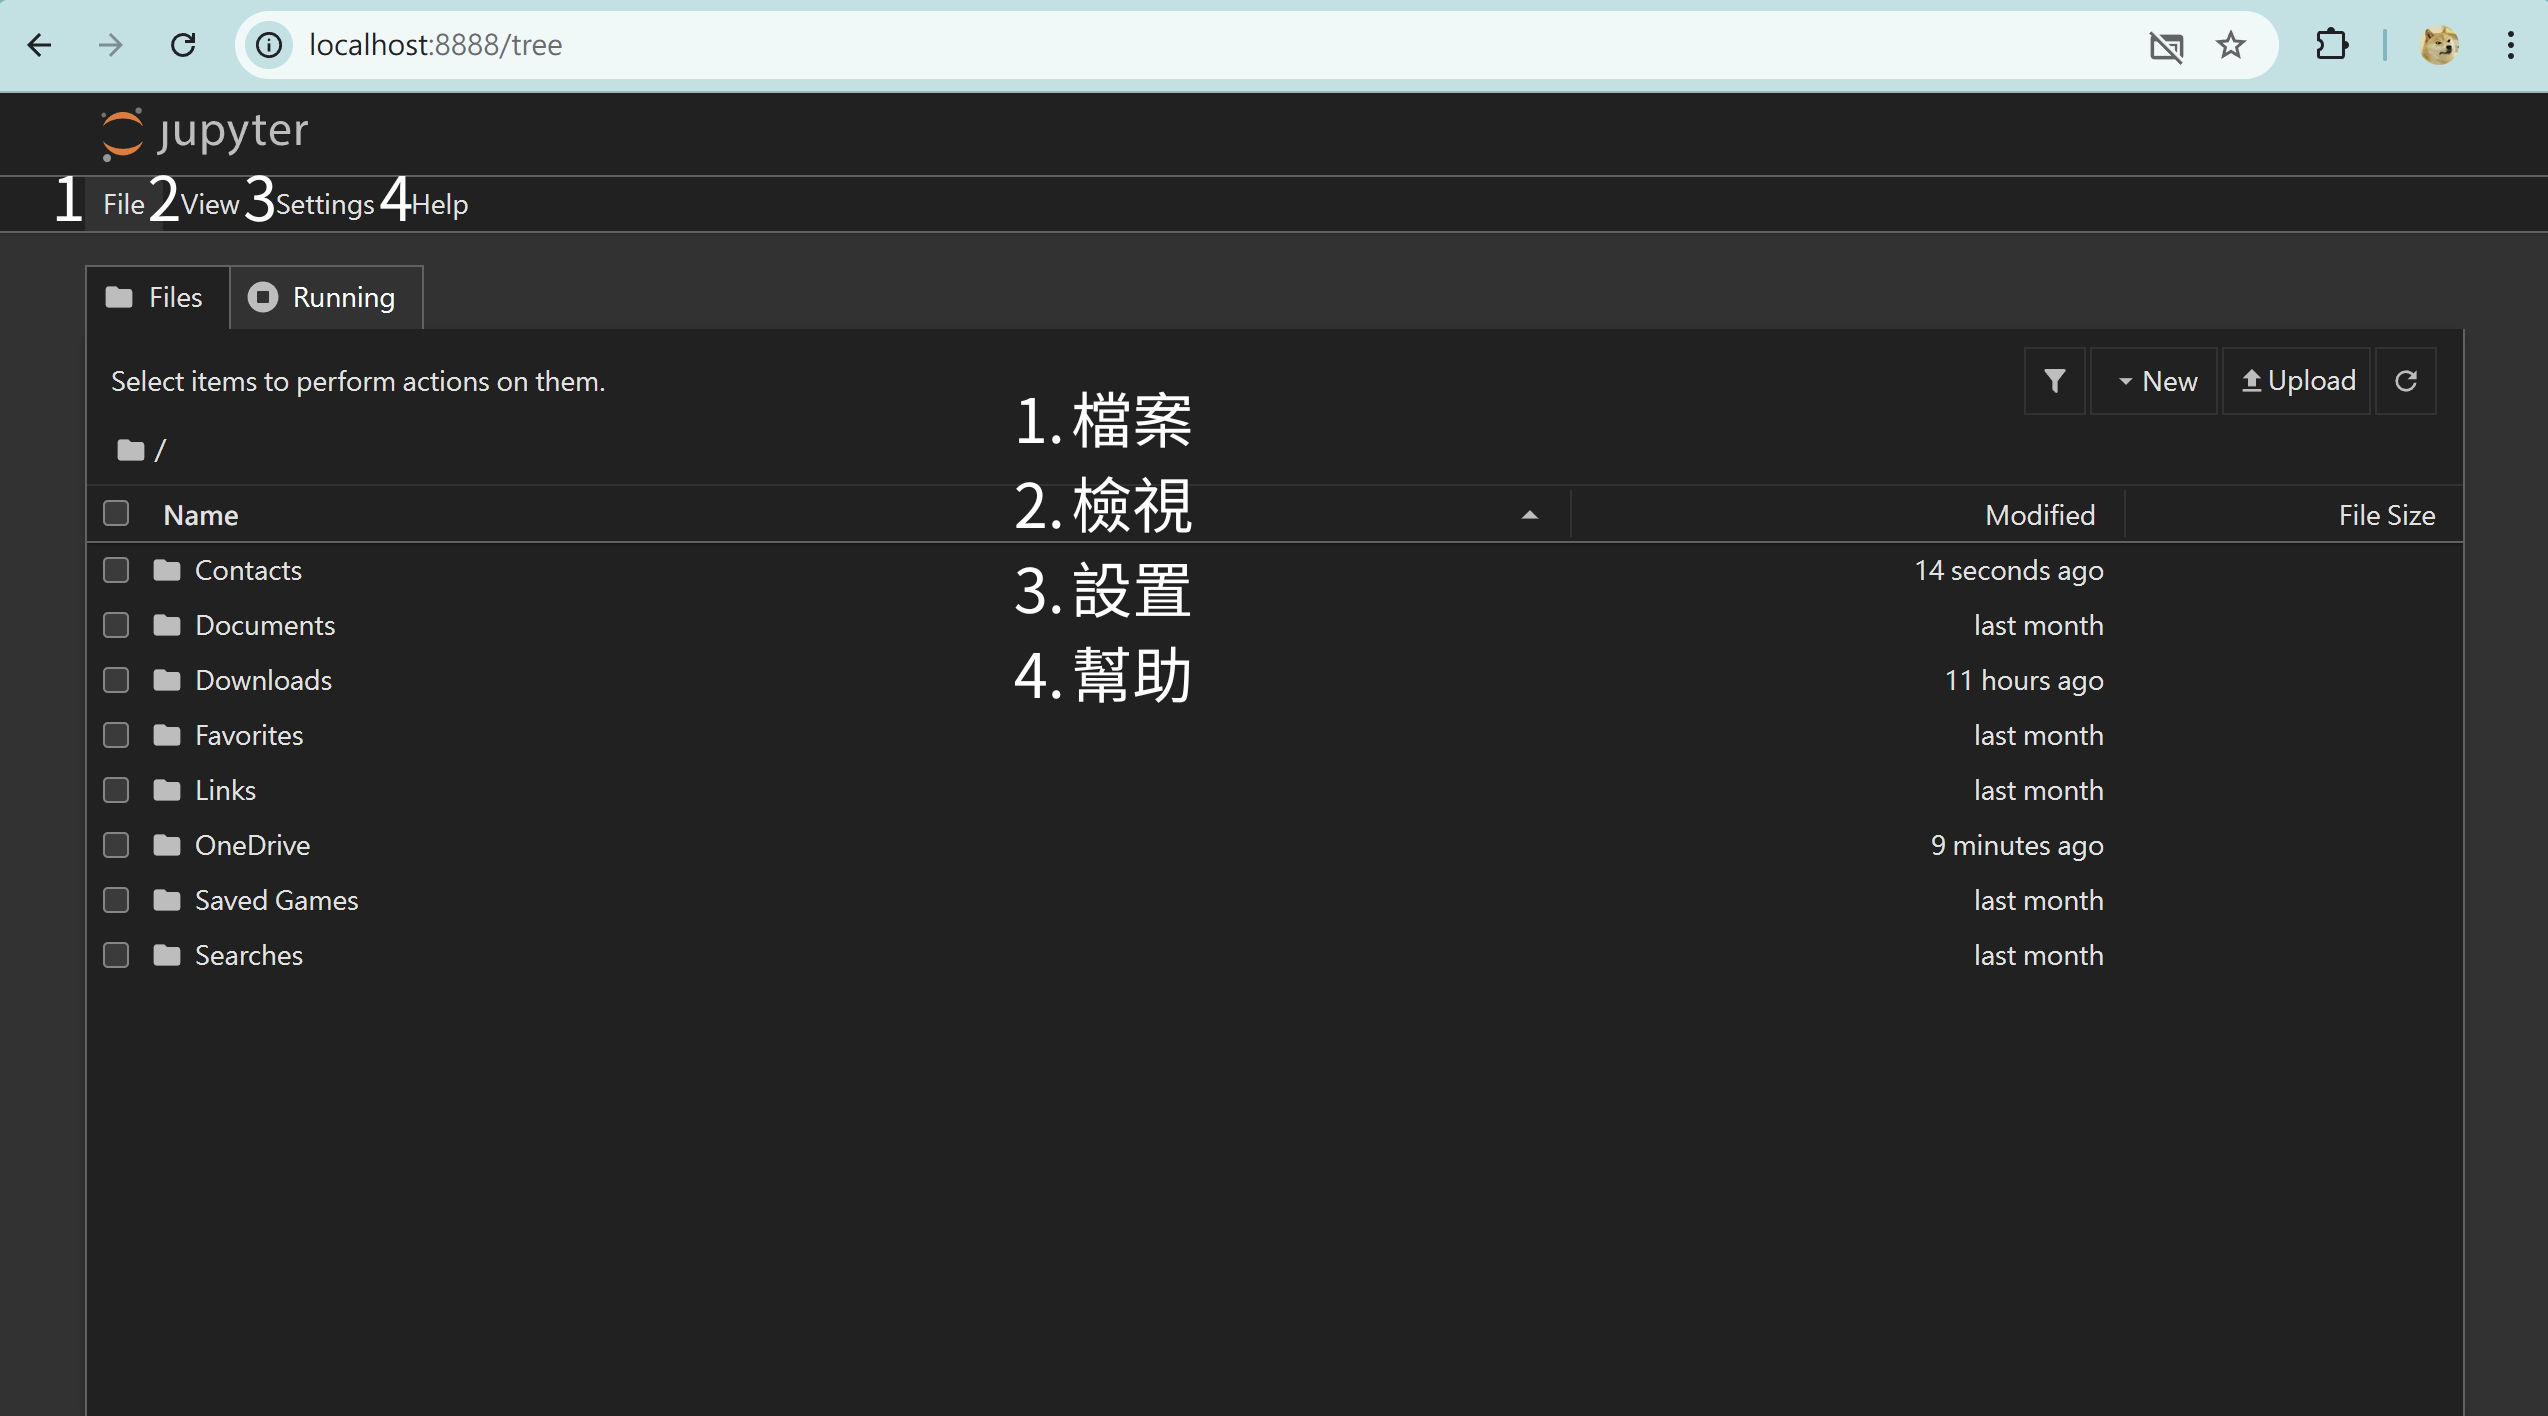 localhost:8888/tree
jupyter
1 File 2 View 3 Settings 4 Help
Files Running
Select items to perform actions on them. New Upload
1. 檔案
/
2. 檢視
Name Modified File Size
Contacts 14 seconds ago
3. 設置
Documents last month
4. 幫助
Downloads 11 hours ago
Favorites last month
Links last month
OneDrive 9 minutes ago
Saved Games last month
Searches last month